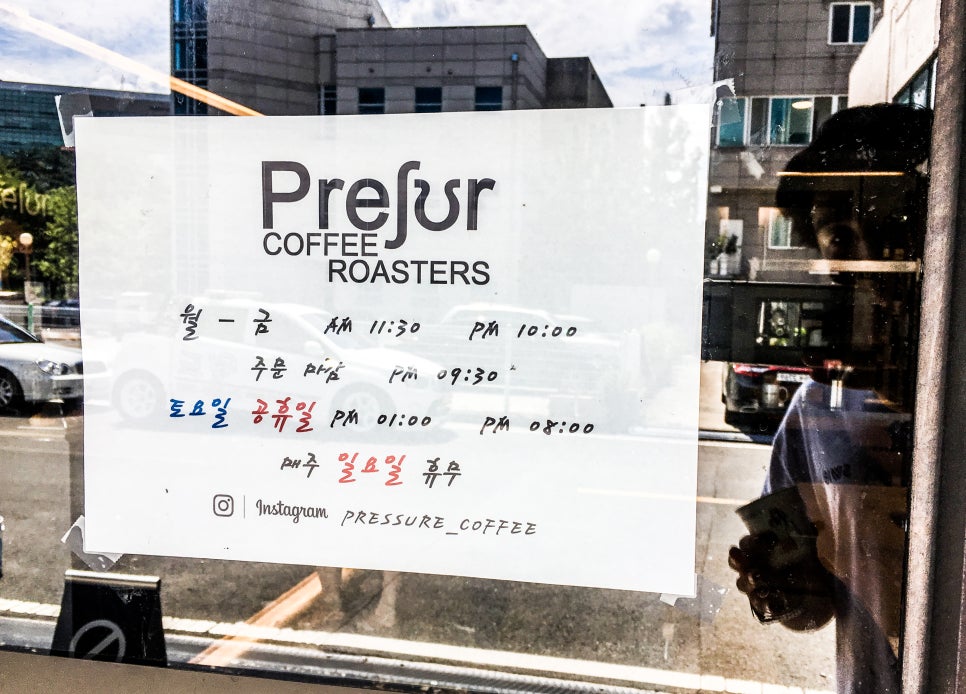 Preſur
COFFEE
ROASTERS
월 - 금 AM 11:30 PM 10:00
주문 마감 PM 09:30
토요일 공휴일 PM 01:00 PM 08:00
매주 일요일 휴무
Instagram PRESSURE_COFFEE